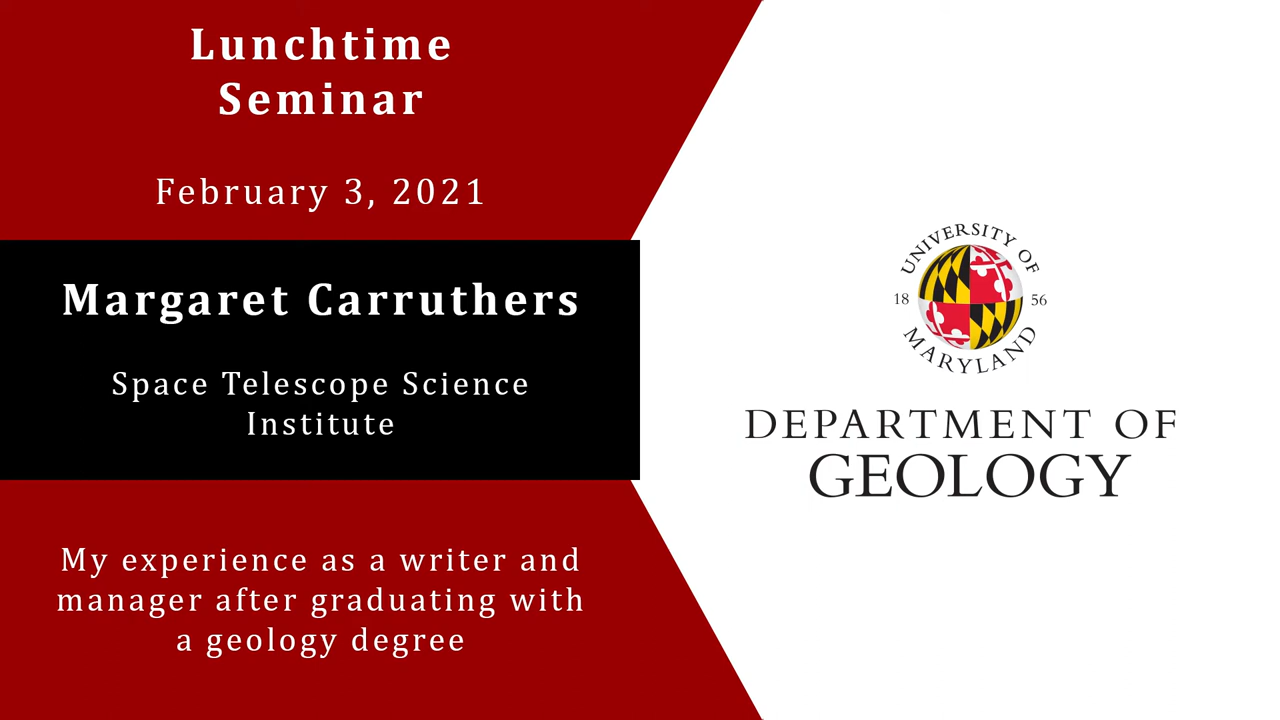 Lunchtime
Seminar
February 3, 2021
Margaret Carruthers
Space Telescope Science
Institute
My experience as a writer and
manager after graduating with
a geology degree
UNIVERSITY OF
18 56
MARYLAND
DEPARTMENT OF
GEOLOGY